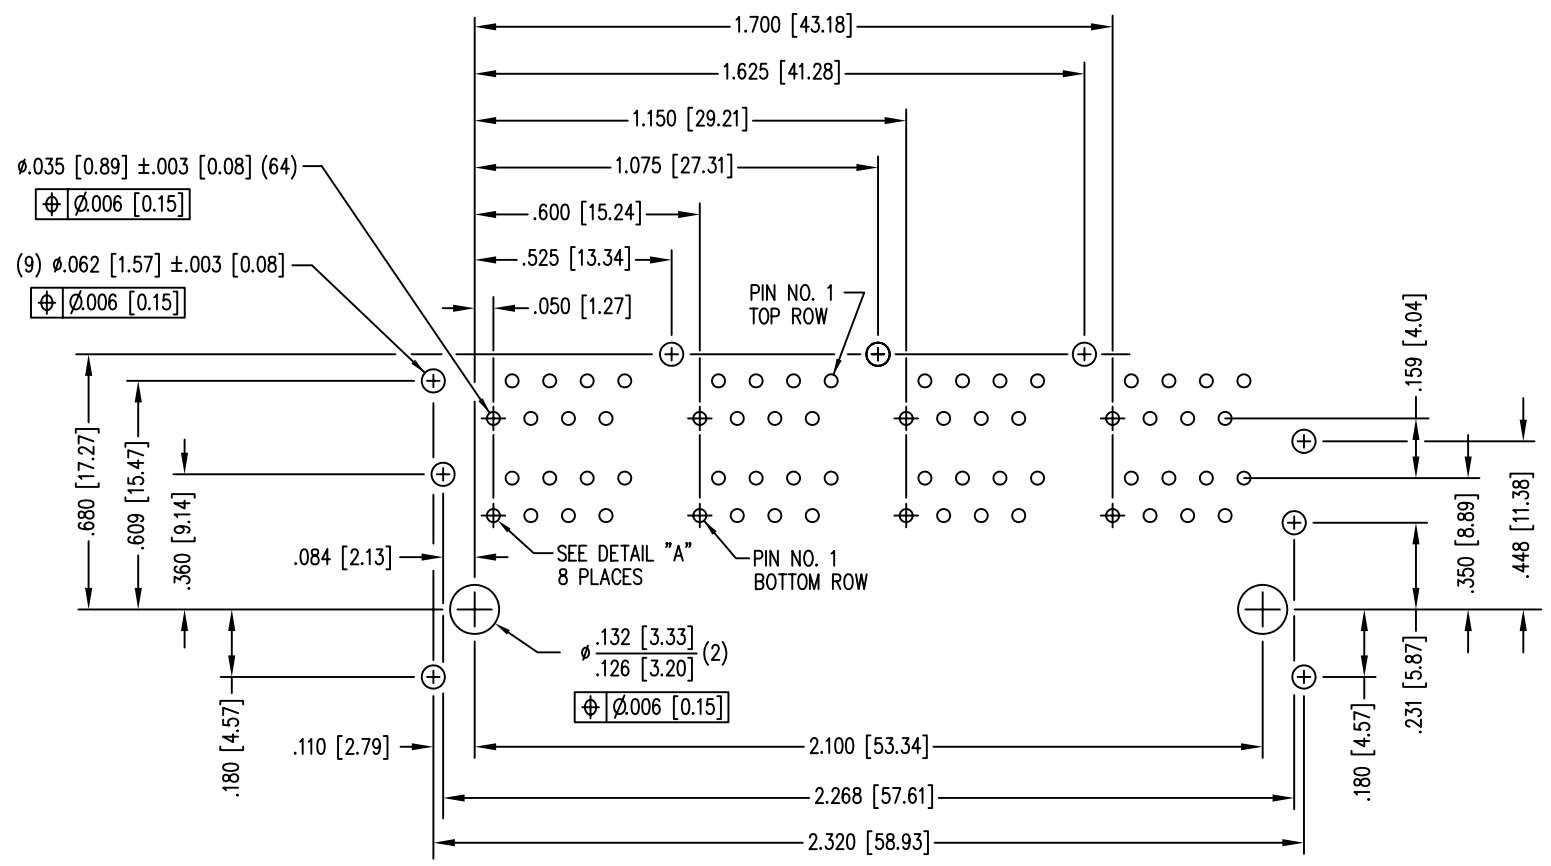 1.700 [43.18]
1.625 [41.28]
1.150 [29.21]
1.075 [27.31]
⌀.035 [0.89] ±.003 [0.08] (64)
⌖ ⌀.006 [0.15]
.600 [15.24]
.525 [13.34]
(9) ⌀.062 [1.57] ±.003 [0.08]
⌖ ⌀.006 [0.15]
.050 [1.27]
PIN NO. 1
TOP ROW
.159 [4.04]
.680 [17.27]
.609 [15.47]
.360 [9.14]
.084 [2.13]
SEE DETAIL "A"
8 PLACES
PIN NO. 1
BOTTOM ROW
.350 [8.89]
.448 [11.38]
⌀ .132 [3.33]
.126 [3.20] (2)
⌖ ⌀.006 [0.15]
.231 [5.87]
.180 [4.57]
.180 [4.57]
.110 [2.79]
2.100 [53.34]
2.268 [57.61]
2.320 [58.93]